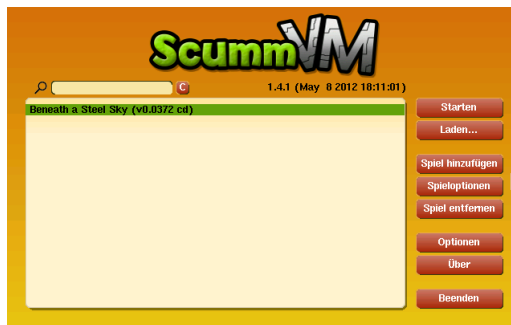 ScummVM
C
1.4.1 (May 8 2012 18:11:01)
Beneath a Steel Sky (v0.0372 cd)
Starten
Laden...
Spiel hinzufügen
Spieloptionen
Spiel entfernen
Optionen
Über
Beenden